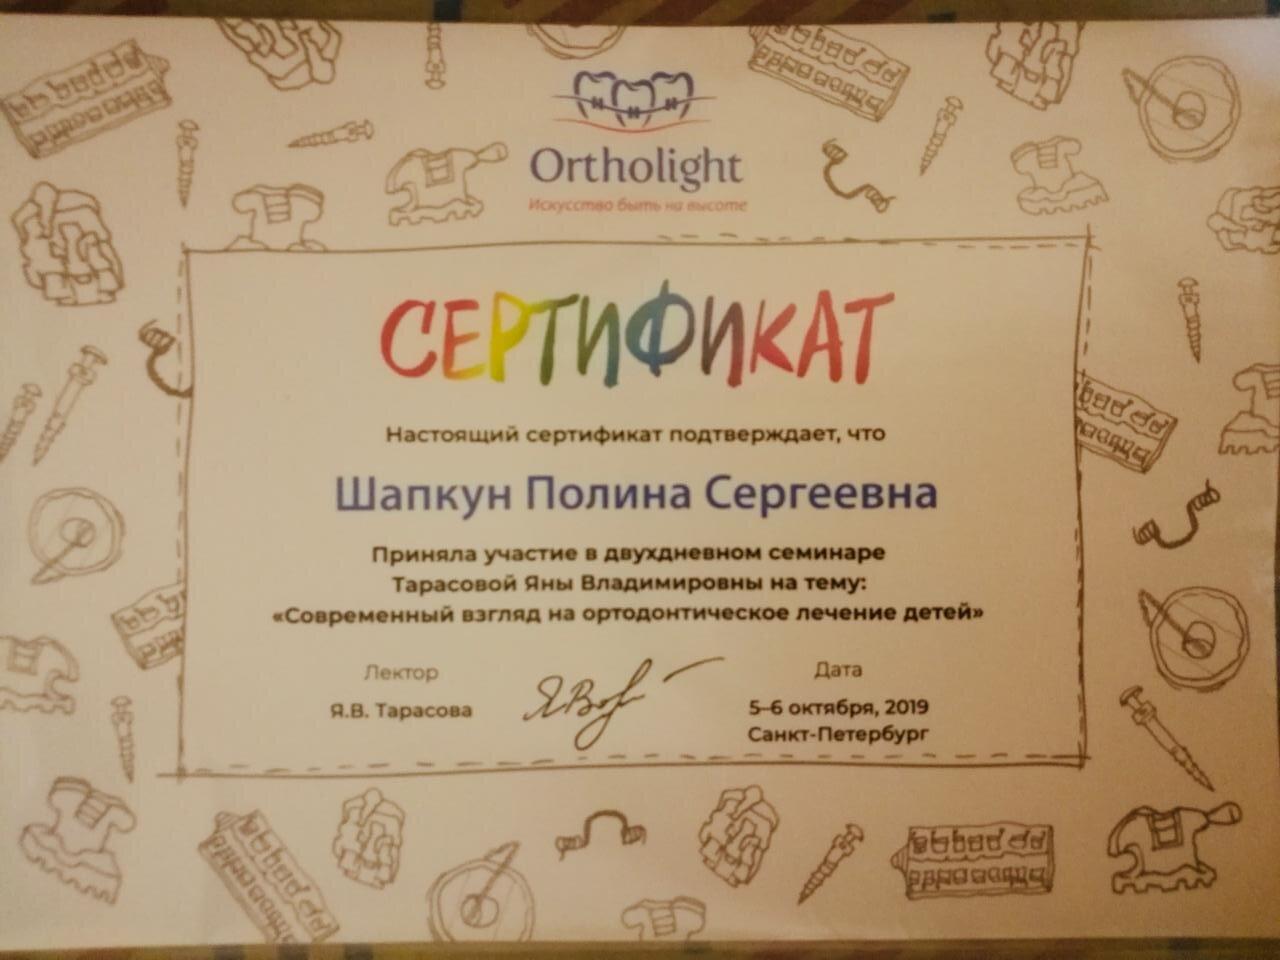 Ortholight
Искусство быть на высоте
СЕРТИФИКАТ
Настоящий сертификат подтверждает, что
Шапкун Полина Сергеевна
Приняла участие в двухдневном семинаре
Тарасовой Яны Владимировны на тему:
«Современный взгляд на ортодонтическое лечение детей»
Лектор
Я.В. Тарасова
Дата
5–6 октября, 2019
Санкт-Петербург